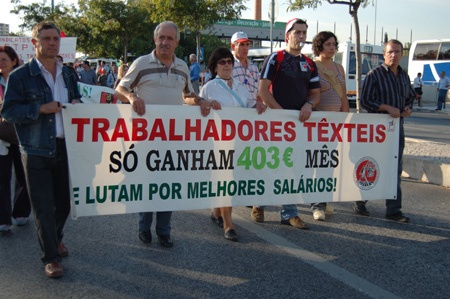 TRABALHADORES TÊXTEIS
SÓ GANHAM 403 € MÊS
E LUTAM POR MELHORES SALÁRIOS!